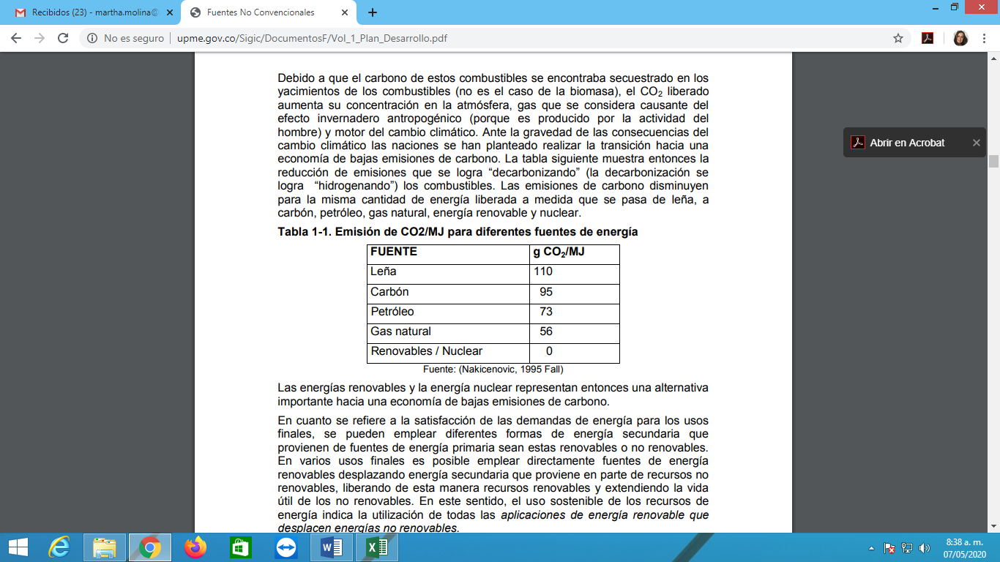 Recibidos (23) - martha.molina@
Fuentes No Convencionales
No es seguro
upme.gov.co/Sigic/DocumentosF/Vol_1_Plan_Desarrollo.pdf
Debido a que el carbono de estos combustibles se encontraba secuestrado en los
yacimientos de los combustibles (no es el caso de la biomasa), el CO2 liberado
aumenta su concentración en la atmósfera, gas que se considera causante del
efecto invernadero antropogénico (porque es producido por la actividad del
hombre) y motor del cambio climático. Ante la gravedad de las consecuencias del
cambio climático las naciones se han planteado realizar la transición hacia una
economía de bajas emisiones de carbono. La tabla siguiente muestra entonces la
reducción de emisiones que se logra “decarbonizando” (la decarbonización se
logra “hidrogenando”) los combustibles. Las emisiones de carbono disminuyen
para la misma cantidad de energía liberada a medida que se pasa de leña, a
carbón, petróleo, gas natural, energía renovable y nuclear.
Abrir en Acrobat
Tabla 1-1. Emisión de CO2/MJ para diferentes fuentes de energía
FUENTE g CO2/MJ
Leña 110
Carbón 95
Petróleo 73
Gas natural 56
Renovables / Nuclear 0
Fuente: (Nakicenovic, 1995 Fall)
Las energías renovables y la energía nuclear representan entonces una alternativa
importante hacia una economía de bajas emisiones de carbono.
En cuanto se refiere a la satisfacción de las demandas de energía para los usos
finales, se pueden emplear diferentes formas de energía secundaria que
provienen de fuentes de energía primaria sean estas renovables o no renovables.
En varios usos finales es posible emplear directamente fuentes de energía
renovables desplazando energía secundaria que proviene en parte de recursos no
renovables, liberando de esta manera recursos renovables y extendiendo la vida
útil de los no renovables. En este sentido, el uso sostenible de los recursos de
energía indica la utilización de todas las aplicaciones de energía renovable que
desplacen energías no renovables.
8:38 a. m.
07/05/2020